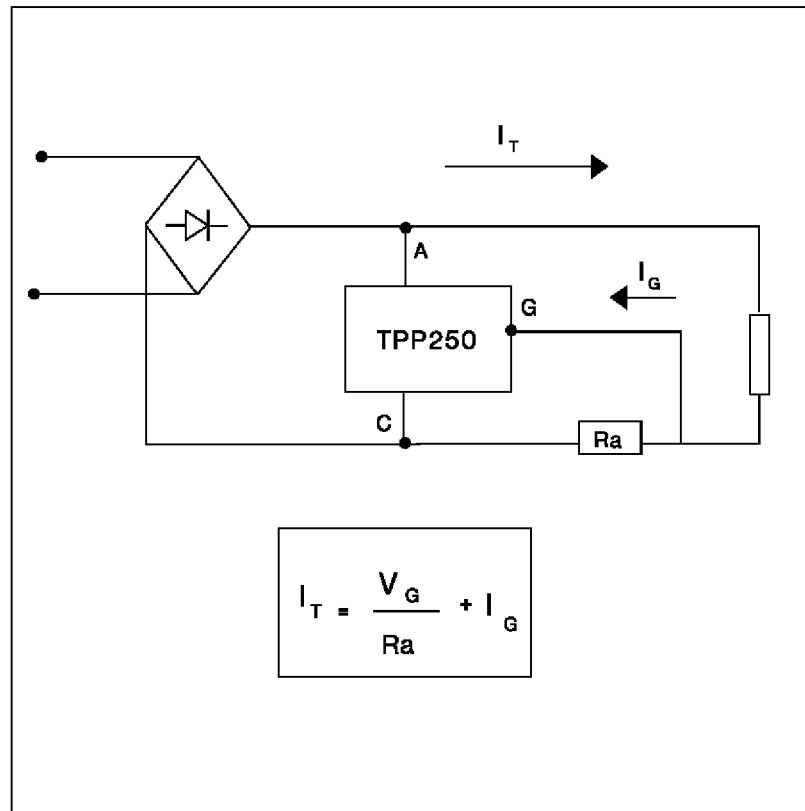 I_T
A
I_G
G
TPP250
C
Ra
I_T = V_G / Ra + I_G